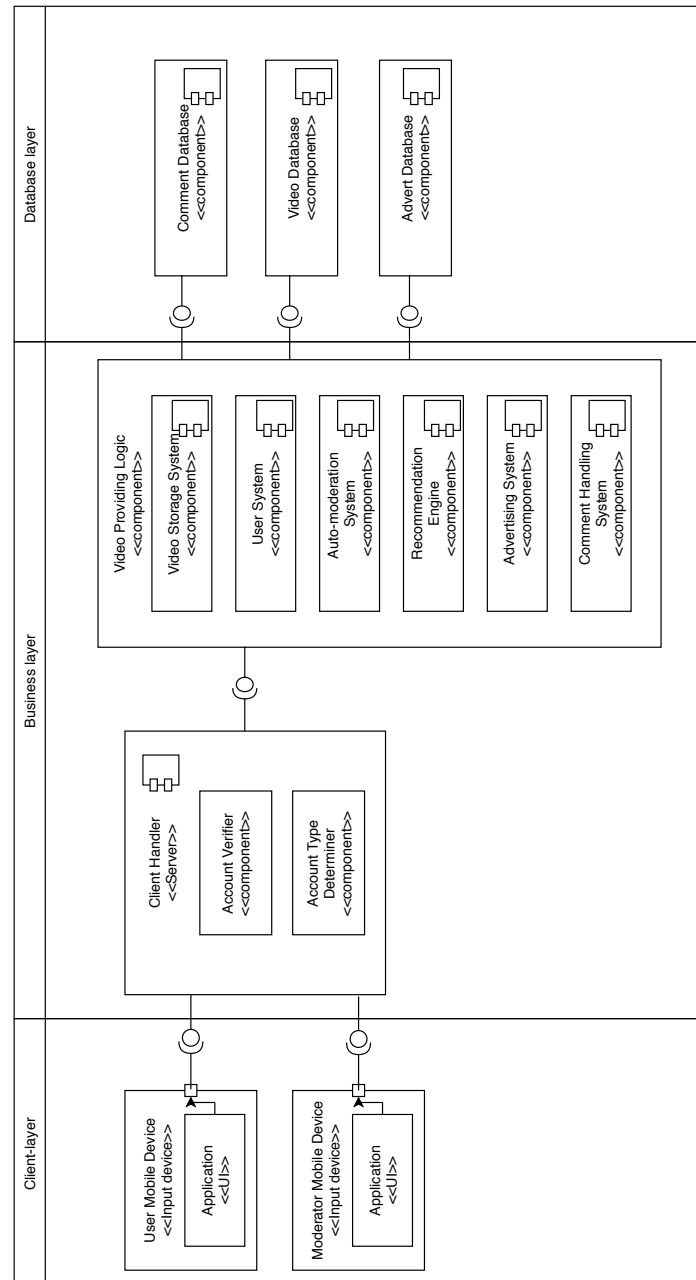 Client-layer
User Mobile Device
<<Input device>>
Application
<<UI>>
Moderator Mobile Device
<<Input device>>
Application
<<UI>>
Business layer
Client Handler
<<Server>>
Account Verifier
<<component>>
Account Type
Determiner
<<component>>
Video Providing Logic
<<component>>
Video Storage System
<<component>>
User System
<<component>>
Auto-moderation
System
<<component>>
Recommendation
Engine
<<component>>
Advertising System
<<component>>
Comment Handling
System
<<component>>
Database layer
Comment Database
<<component>>
Video Database
<<component>>
Advert Database
<<component>>